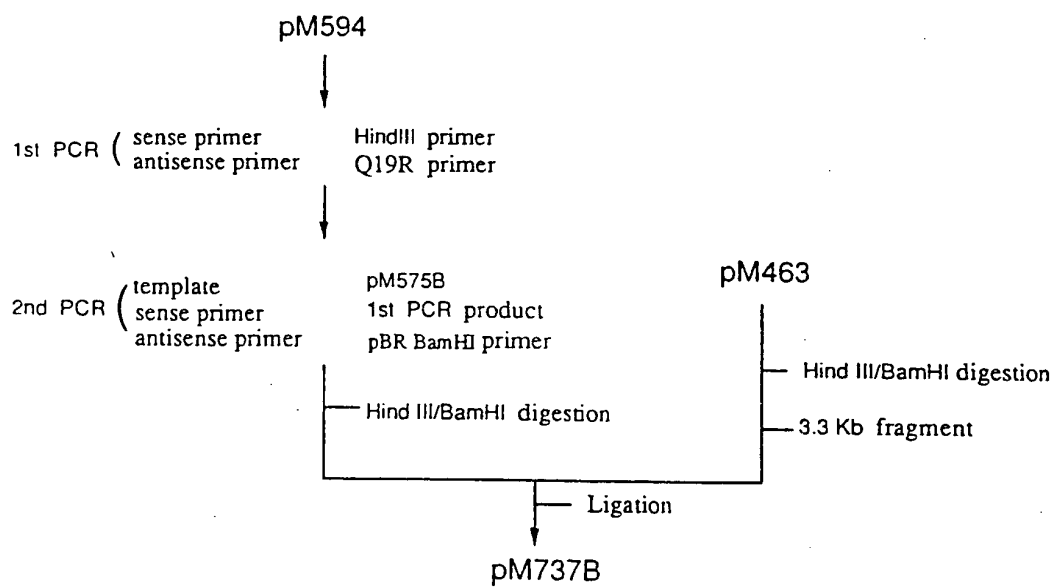 pM594
1st PCR ( sense primer HindIII primer
antisense primer Q19R primer
2nd PCR ( template pM575B
sense primer 1st PCR product
antisense primer pBR BamHI primer
pM463
Hind III/BamHI digestion
Hind III/BamHI digestion
3.3 Kb fragment
Ligation
pM737B